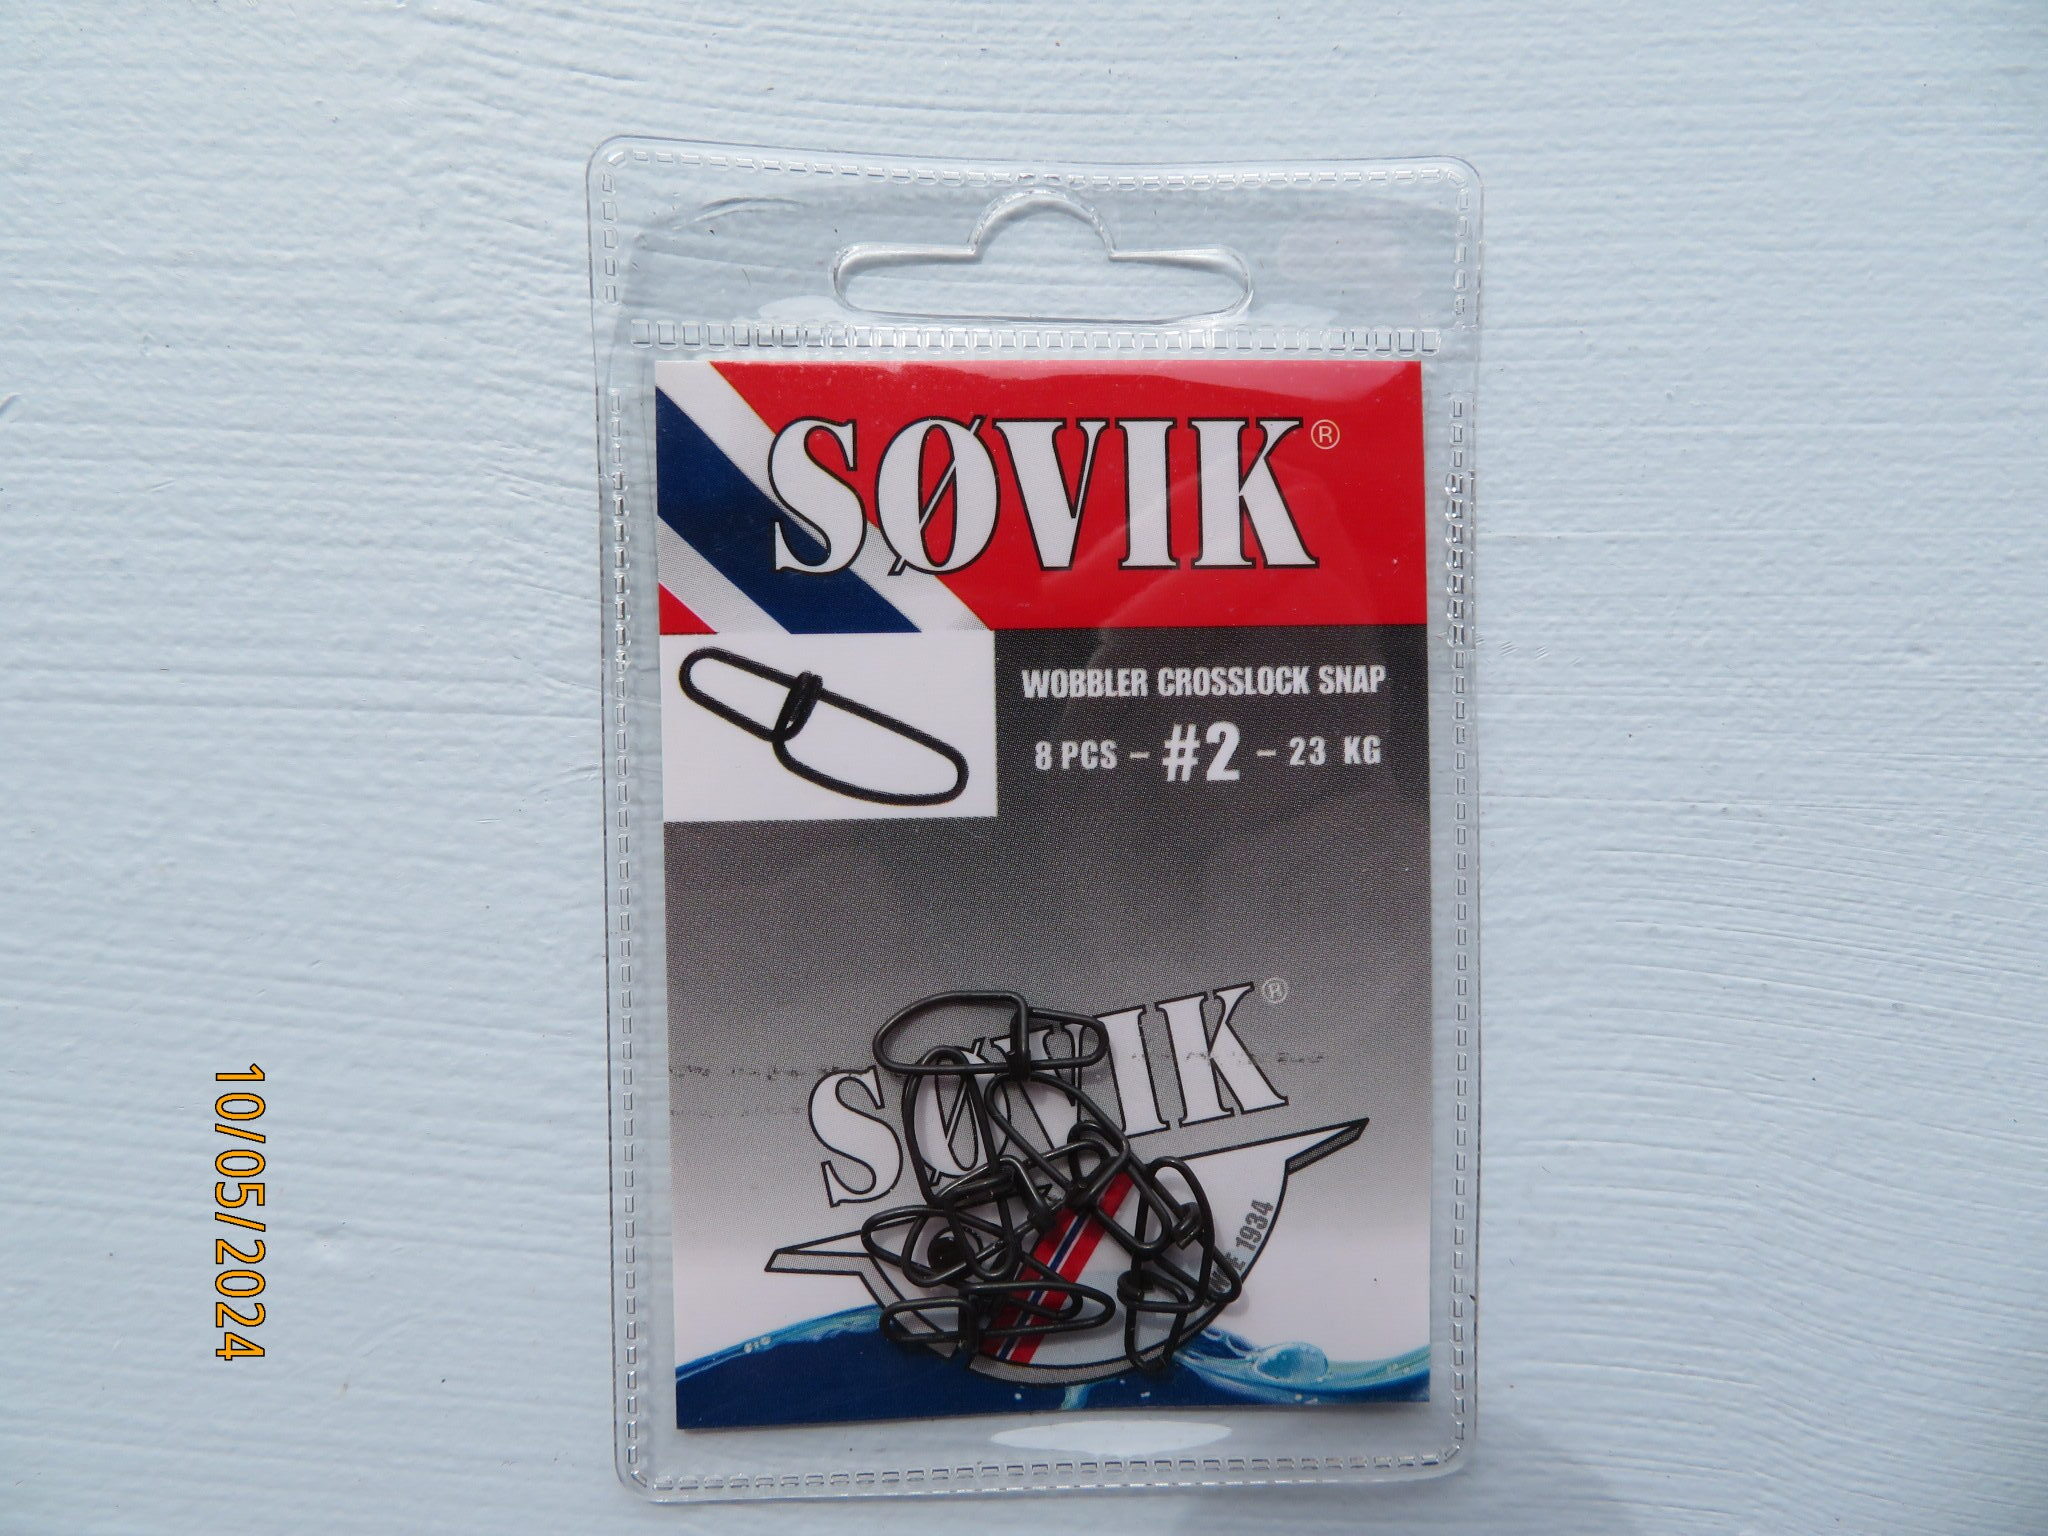 SØVIK®
WOBBLER CROSSLOCK SNAP
8 PCS – #2 – 23 KG
SØVIK®
1934
10/05/2024